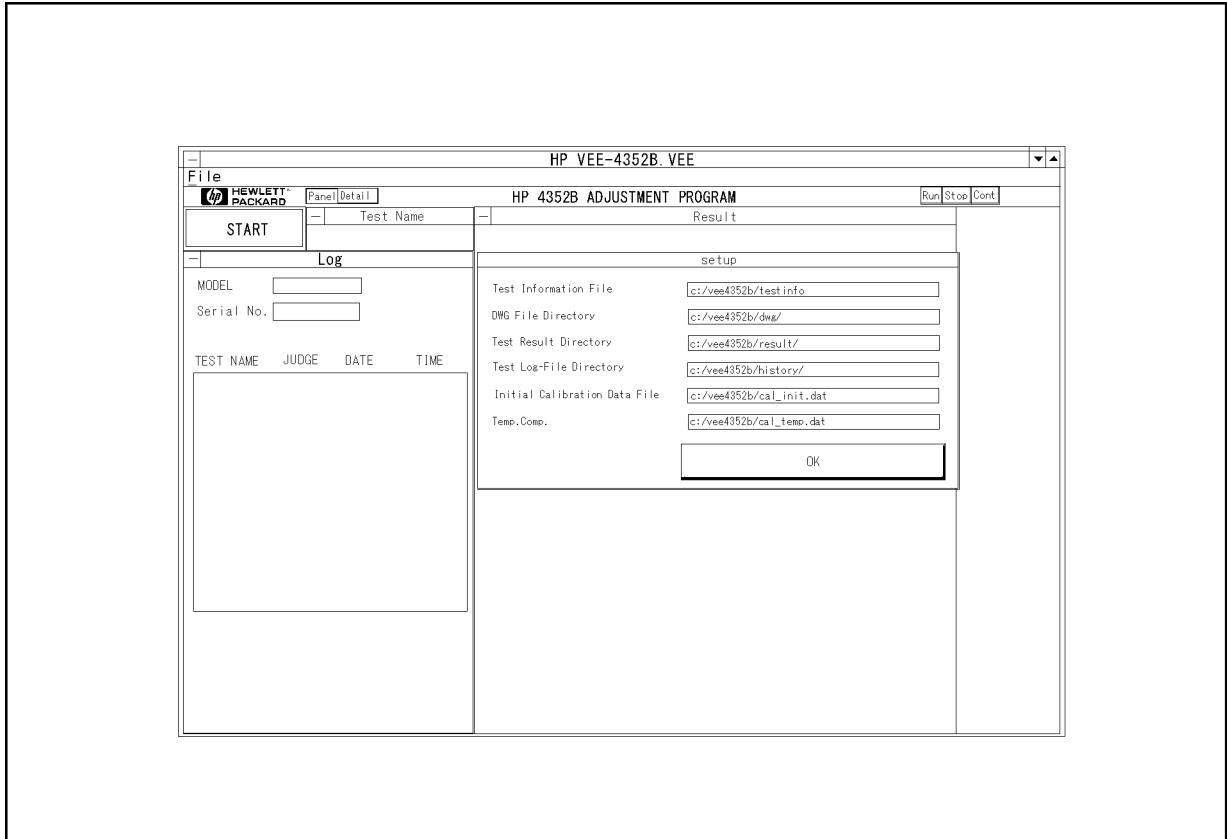 HP VEE-4352B.VEE
File
hp HEWLETT PACKARD Panel Detail HP 4352B ADJUSTMENT PROGRAM Run Stop Cont
START Test Name Result
Log
setup
MODEL
Serial No.
TEST NAME JUDGE DATE TIME
Test Information File c:/vee4352b/testinfo
DWG File Directory c:/vee4352b/dwg/
Test Result Directory c:/vee4352b/result/
Test Log-File Directory c:/vee4352b/history/
Initial Calibration Data File c:/vee4352b/cal_init.dat
Temp.Comp. c:/vee4352b/cal_temp.dat
OK